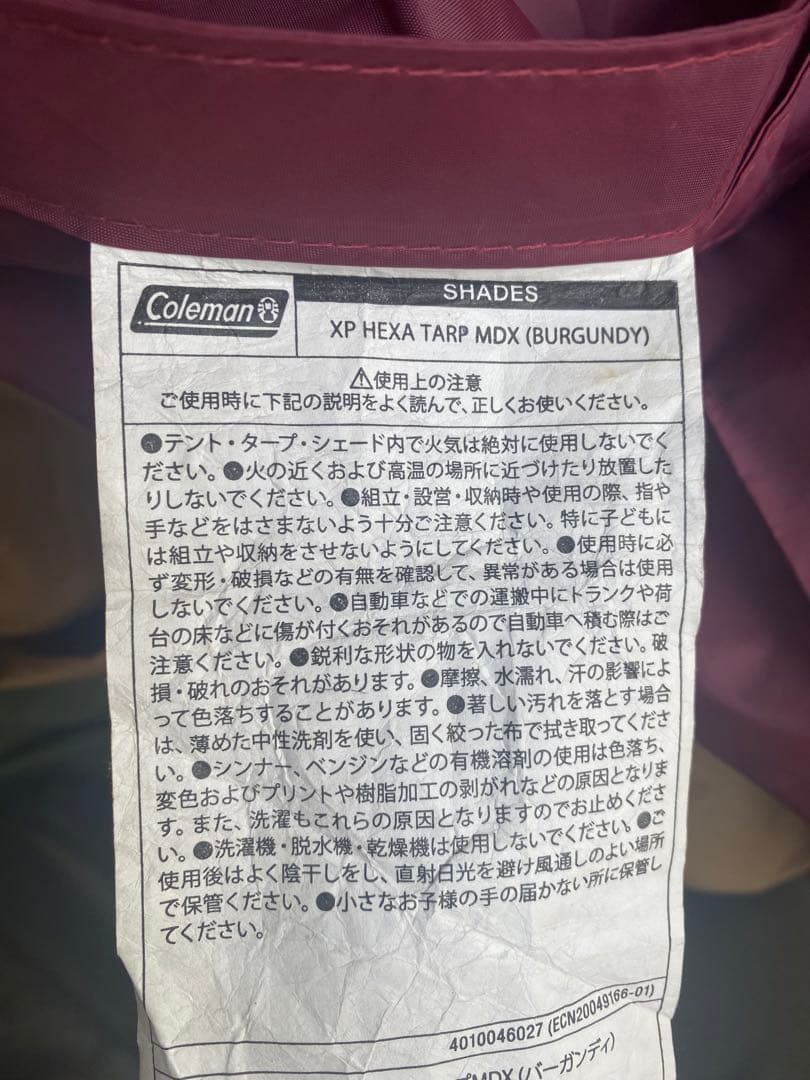 Coleman
SHADES
XP HEXA TARP MDX (BURGUNDY)
⚠使用上の注意
ご使用時に下記の説明をよく読んで、正しくお使いください。
●テント・タープ・シェード内で火気は絶対に使用しないでく
ださい。●火の近くおよび高温の場所に近づけたり放置した
りしないでください。●組立・設営・収納時や使用の際、指や
手などをはさまないよう十分ご注意ください。特に子どもに
は組立や収納をさせないようにしてください。●使用時に必
ず変形・破損などの有無を確認して、異常がある場合は使用
しないでください。●自動車などでの運搬中にトランクや荷
台の床などに傷が付くおそれがあるので自動車へ積む際はご
注意ください。●鋭利な形状の物を入れないでください。破
損・破れのおそれがあります。●摩擦、水濡れ、汗の影響によ
って色落ちすることがあります。●著しい汚れを落とす場合
は、薄めた中性洗剤を使い、固く絞った布で拭き取ってくださ
い。●シンナー、ベンジンなどの有機溶剤の使用は色落ち、
変色およびプリントや樹脂加工の剥がれなどの原因となりま
す。また、洗濯もこれらの原因となりますのでお止めくださ
い。●洗濯機・脱水機・乾燥機は使用しないでください。●ご
使用後はよく陰干しをし、直射日光を避け風通しのよい場所
で保管ください。●小さなお子様の手の届かない所に保管し
てください。
4010046027 (ECN20049166-01)
プMDX (バーガンディ)